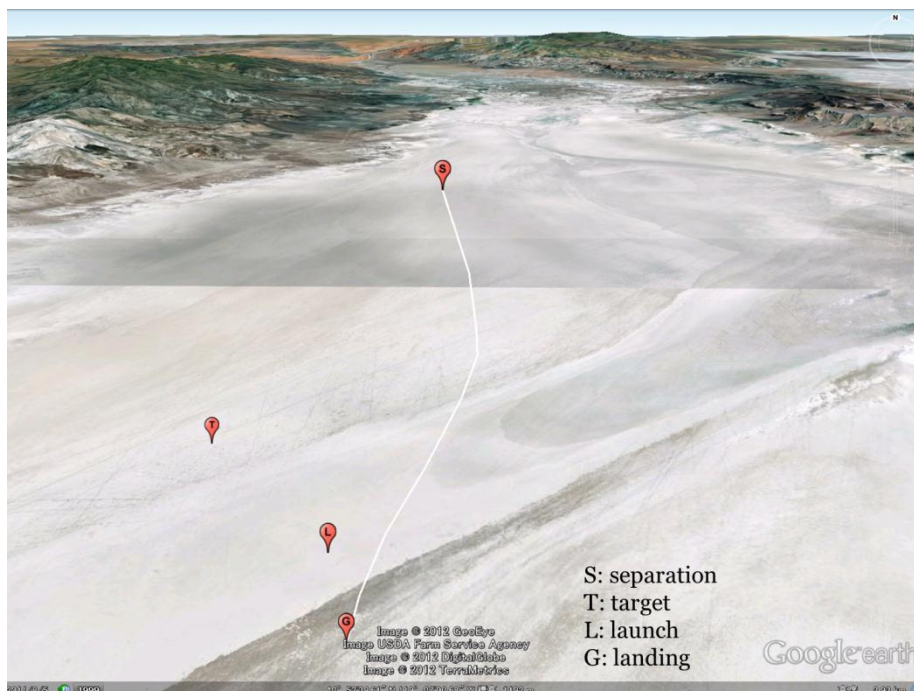 N
S
T
L
G
S: separation
T: target
L: launch
G: landing
Image © 2012 GeoEye
Image USDA Farm Service Agency
Image © 2012 DigitalGlobe
Image © 2012 TerraMetrics
Google earth